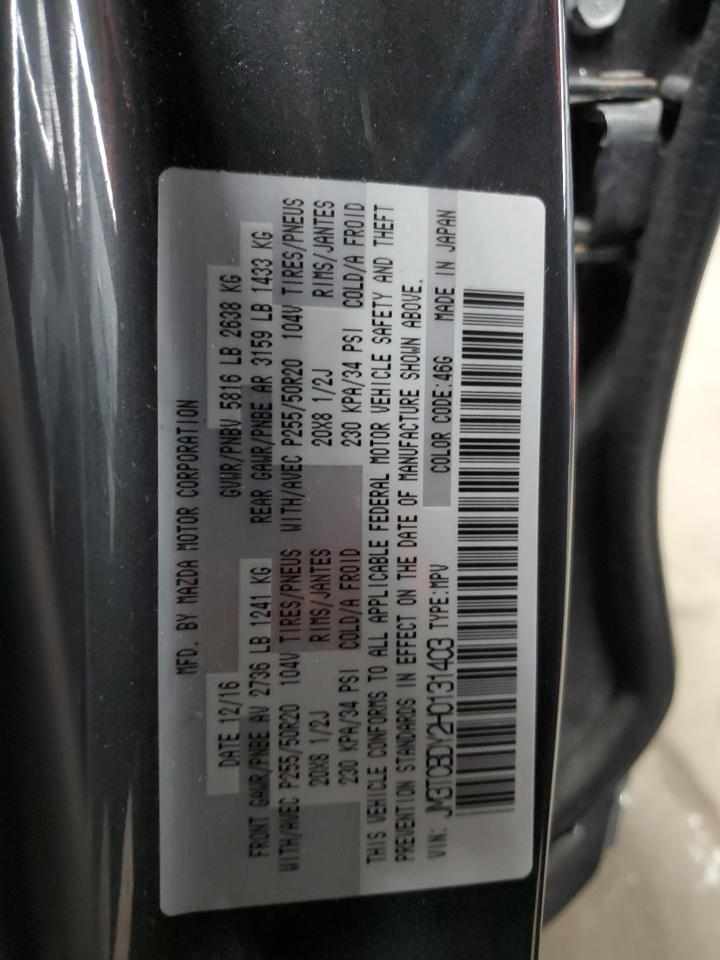 MFD. BY MAZDA MOTOR CORPORATION
DATE 12/16 GVWR/PNBV 5816 LB 2638 KG
FRONT GAWR/PNBE AV 2736 LB 1241 KG REAR GAWR/PNBE AR 3159 LB 1433 KG
WITH/AVEC P255/50R20 104V TIRES/PNEUS WITH/AVEC P255/50R20 104V TIRES/PNEUS
20X8 1/2J RIMS/JANTES 20X8 1/2J RIMS/JANTES
230 KPA/34 PSI COLD/A FROID 230 KPA/34 PSI COLD/A FROID
THIS VEHICLE CONFORMS TO ALL APPLICABLE FEDERAL MOTOR VEHICLE SAFETY AND THEFT
PREVENTION STANDARDS IN EFFECT ON THE DATE OF MANUFACTURE SHOWN ABOVE.
VIN: JM3TCBDY2H0131403 TYPE:MPV COLOR CODE:46G MADE IN JAPAN